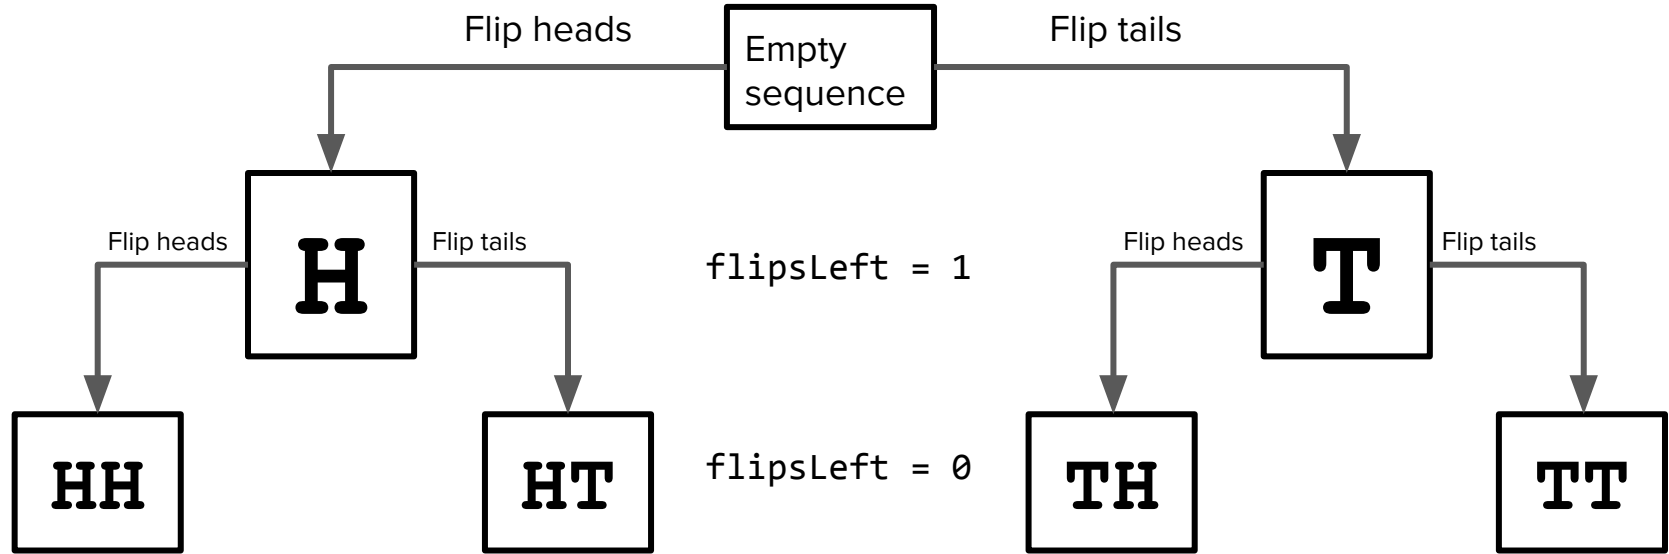 Flip heads
Empty
sequence
Flip tails
Flip heads
H
Flip tails
flipsLeft = 1
Flip heads
T
Flip tails
HH
HT
flipsLeft = 0
TH
TT